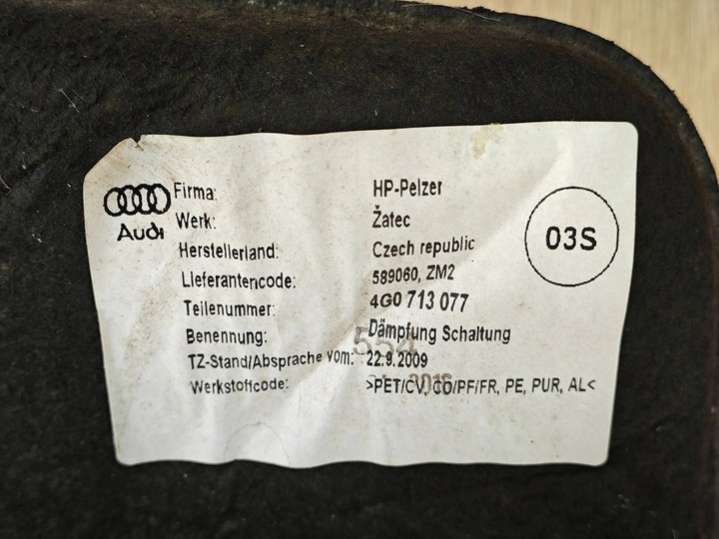 Audi
Firma: HP-Pelzer
Werk: Žatec
Herstellerland: Czech republic
Lieferantencode: 589060, ZM2
Teilenummer: 4G0 713 077
Benennung: Dämpfung Schaltung
TZ-Stand/Absprache vom: 22.9.2009
Werkstoffcode: >PET/CV, CO/PF/FR, PE, PUR, AL<
03S